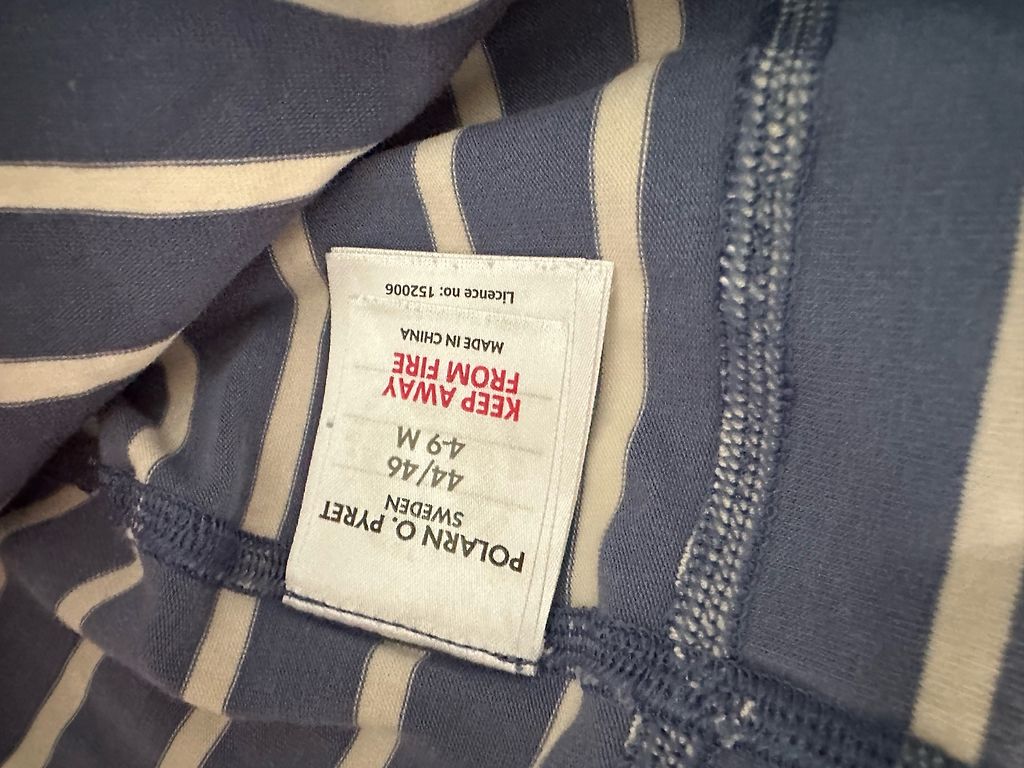 POLARN O. PYRET
SWEDEN
44/46
4-9 M
KEEP AWAY
FROM FIRE
MADE IN CHINA
Licence no: 152006